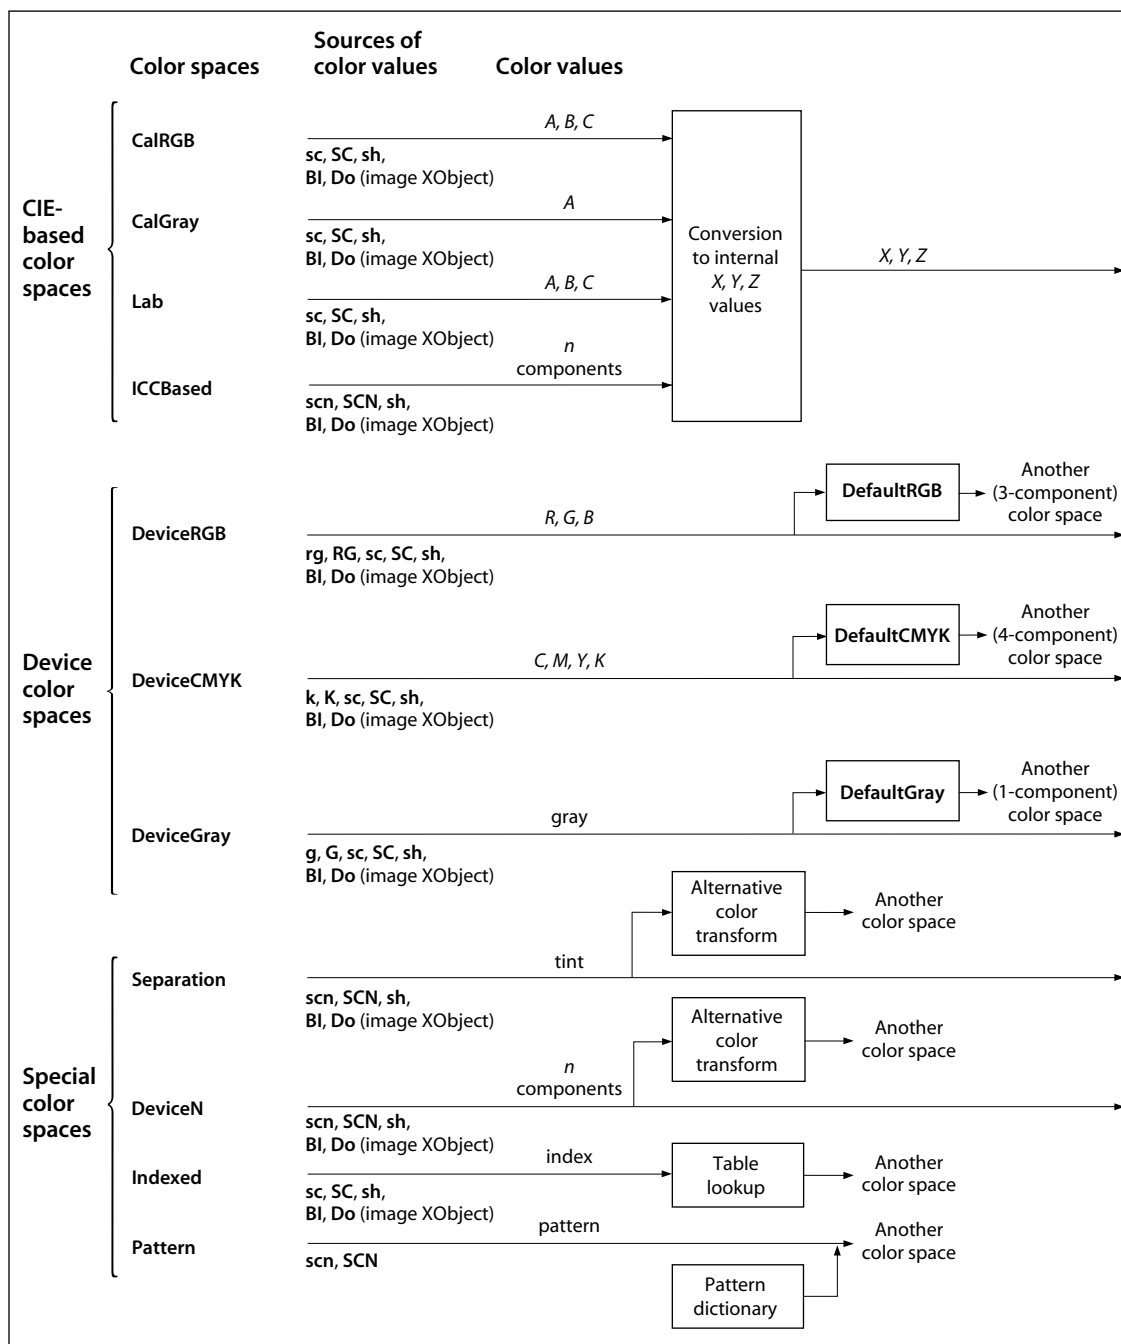 Color spaces
Sources of
color values
Color values
CIE-
based
color
spaces
CalRGB
A, B, C
sc, SC, sh,
BI, Do (image XObject)
CalGray
A
sc, SC, sh,
BI, Do (image XObject)
Lab
A, B, C
sc, SC, sh,
BI, Do (image XObject)
ICCBased
n
components
scn, SCN, sh,
BI, Do (image XObject)
Conversion
to internal
X, Y, Z
values
X, Y, Z
Device
color
spaces
DeviceRGB
R, G, B
rg, RG, sc, SC, sh,
BI, Do (image XObject)
DefaultRGB
Another
(3-component)
color space
DeviceCMYK
C, M, Y, K
k, K, sc, SC, sh,
BI, Do (image XObject)
DefaultCMYK
Another
(4-component)
color space
DeviceGray
gray
g, G, sc, SC, sh,
BI, Do (image XObject)
DefaultGray
Another
(1-component)
color space
Special
color
spaces
Separation
tint
scn, SCN, sh,
BI, Do (image XObject)
Alternative
color
transform
Another
color space
DeviceN
n
components
scn, SCN, sh,
BI, Do (image XObject)
Alternative
color
transform
Another
color space
Indexed
index
sc, SC, sh,
BI, Do (image XObject)
Table
lookup
Another
color space
Pattern
pattern
scn, SCN
Pattern
dictionary
Another
color space